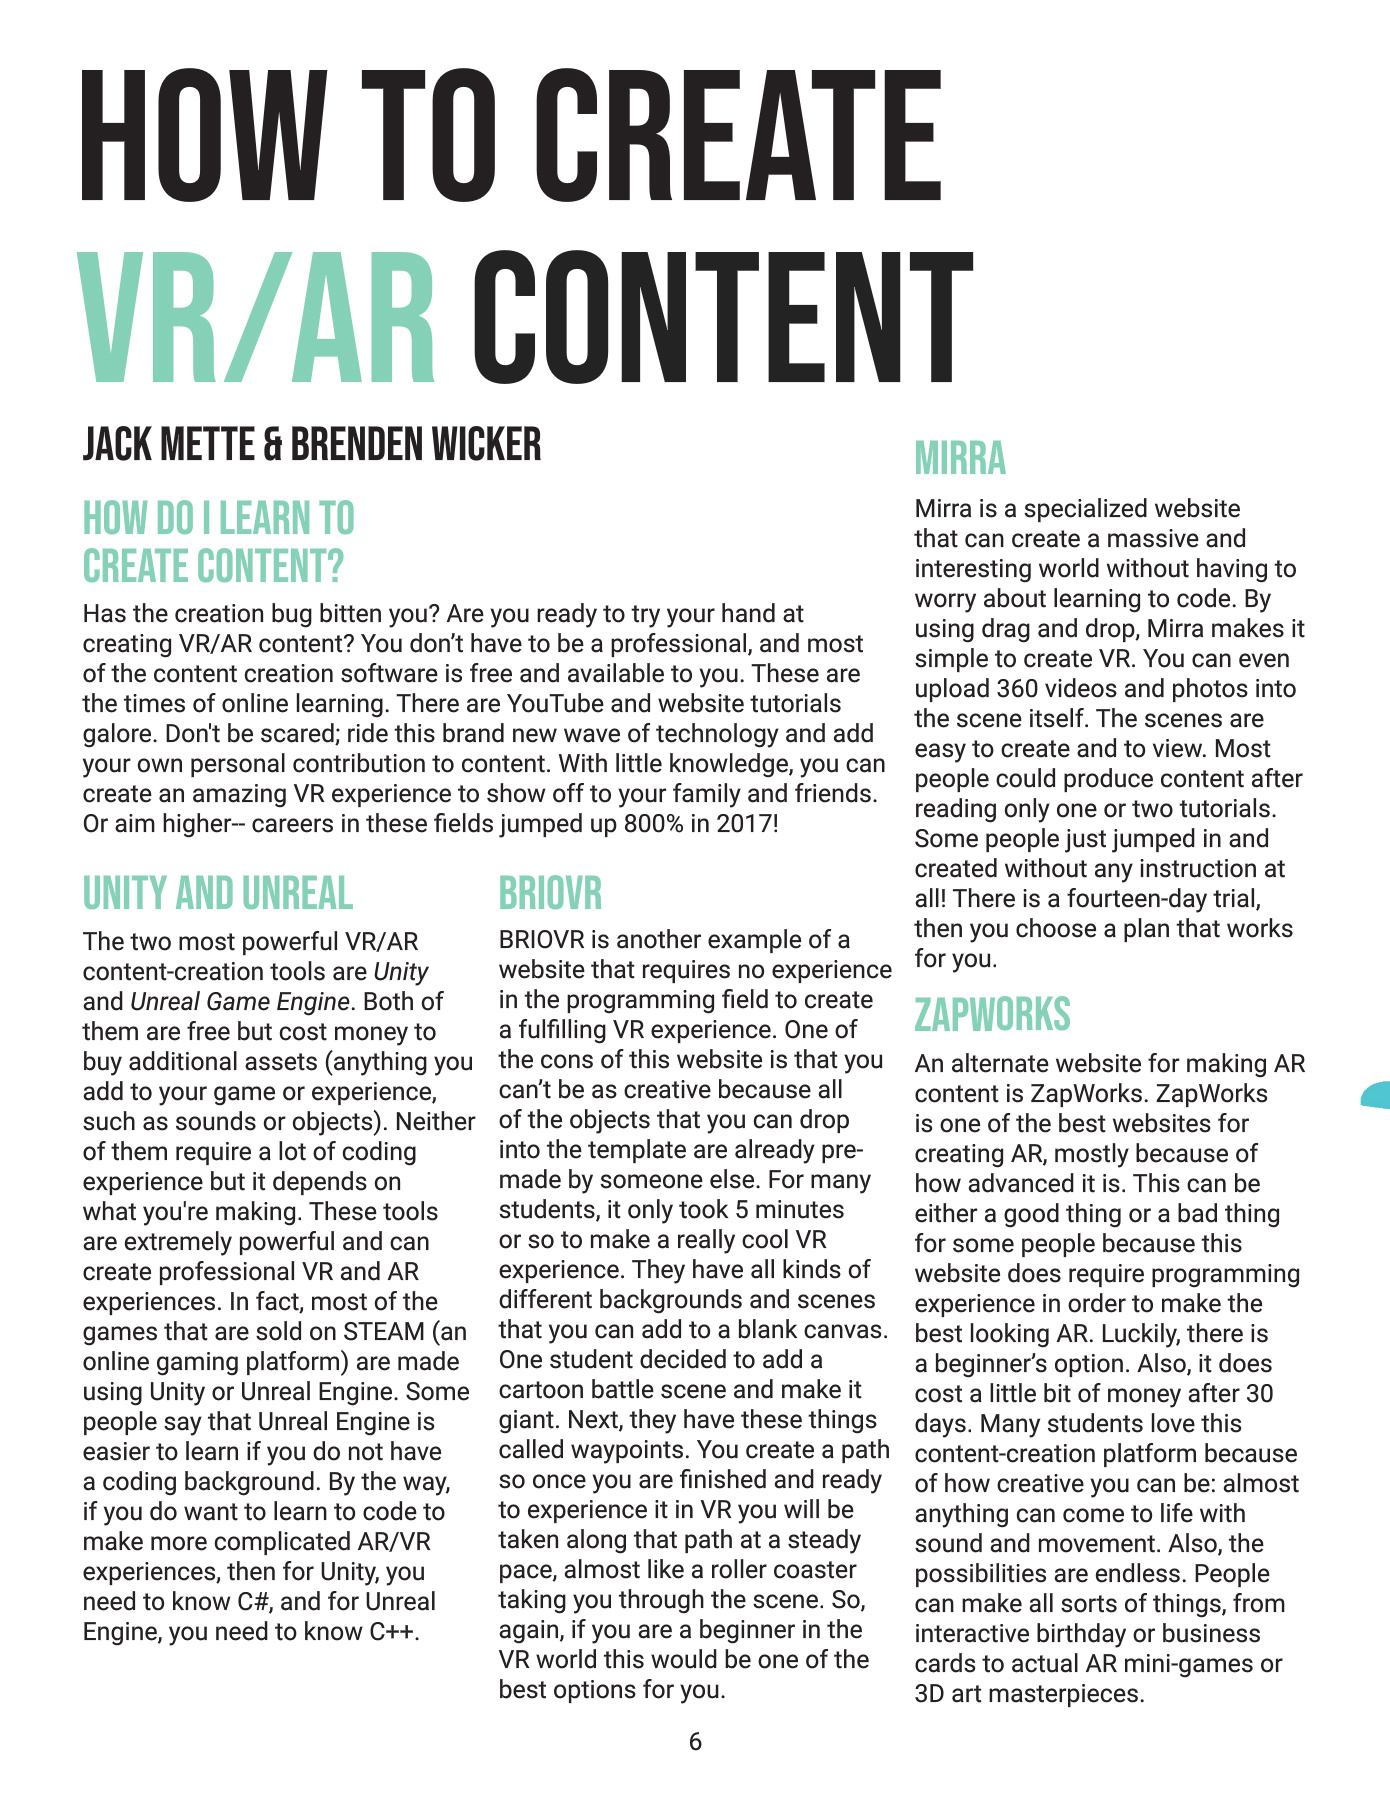 HOW TO CREATE
VR/AR CONTENT
JACK METTE & BRENDEN WICKER
HOW DO I LEARN TO
CREATE CONTENT?
Has the creation bug bitten you? Are you ready to try your hand at
creating VR/AR content? You don’t have to be a professional, and most
of the content creation software is free and available to you. These are
the times of online learning. There are YouTube and website tutorials
galore. Don't be scared; ride this brand new wave of technology and add
your own personal contribution to content. With little knowledge, you can
create an amazing VR experience to show off to your family and friends.
Or aim higher-- careers in these fields jumped up 800% in 2017!
UNITY AND UNREAL
The two most powerful VR/AR
content-creation tools are Unity
and Unreal Game Engine. Both of
them are free but cost money to
buy additional assets (anything you
add to your game or experience,
such as sounds or objects). Neither
of them require a lot of coding
experience but it depends on
what you're making. These tools
are extremely powerful and can
create professional VR and AR
experiences. In fact, most of the
games that are sold on STEAM (an
online gaming platform) are made
using Unity or Unreal Engine. Some
people say that Unreal Engine is
easier to learn if you do not have
a coding background. By the way,
if you do want to learn to code to
make more complicated AR/VR
experiences, then for Unity, you
need to know C#, and for Unreal
Engine, you need to know C++.
BRIOVR
BRIOVR is another example of a
website that requires no experience
in the programming field to create
a fulfilling VR experience. One of
the cons of this website is that you
can’t be as creative because all
of the objects that you can drop
into the template are already pre-
made by someone else. For many
students, it only took 5 minutes
or so to make a really cool VR
experience. They have all kinds of
different backgrounds and scenes
that you can add to a blank canvas.
One student decided to add a
cartoon battle scene and make it
giant. Next, they have these things
called waypoints. You create a path
so once you are finished and ready
to experience it in VR you will be
taken along that path at a steady
pace, almost like a roller coaster
taking you through the scene. So,
again, if you are a beginner in the
VR world this would be one of the
best options for you.
MIRRA
Mirra is a specialized website
that can create a massive and
interesting world without having to
worry about learning to code. By
using drag and drop, Mirra makes it
simple to create VR. You can even
upload 360 videos and photos into
the scene itself. The scenes are
easy to create and to view. Most
people could produce content after
reading only one or two tutorials.
Some people just jumped in and
created without any instruction at
all! There is a fourteen-day trial,
then you choose a plan that works
for you.
ZAPWORKS
An alternate website for making AR
content is ZapWorks. ZapWorks
is one of the best websites for
creating AR, mostly because of
how advanced it is. This can be
either a good thing or a bad thing
for some people because this
website does require programming
experience in order to make the
best looking AR. Luckily, there is
a beginner’s option. Also, it does
cost a little bit of money after 30
days. Many students love this
content-creation platform because
of how creative you can be: almost
anything can come to life with
sound and movement. Also, the
possibilities are endless. People
can make all sorts of things, from
interactive birthday or business
cards to actual AR mini-games or
3D art masterpieces.
6